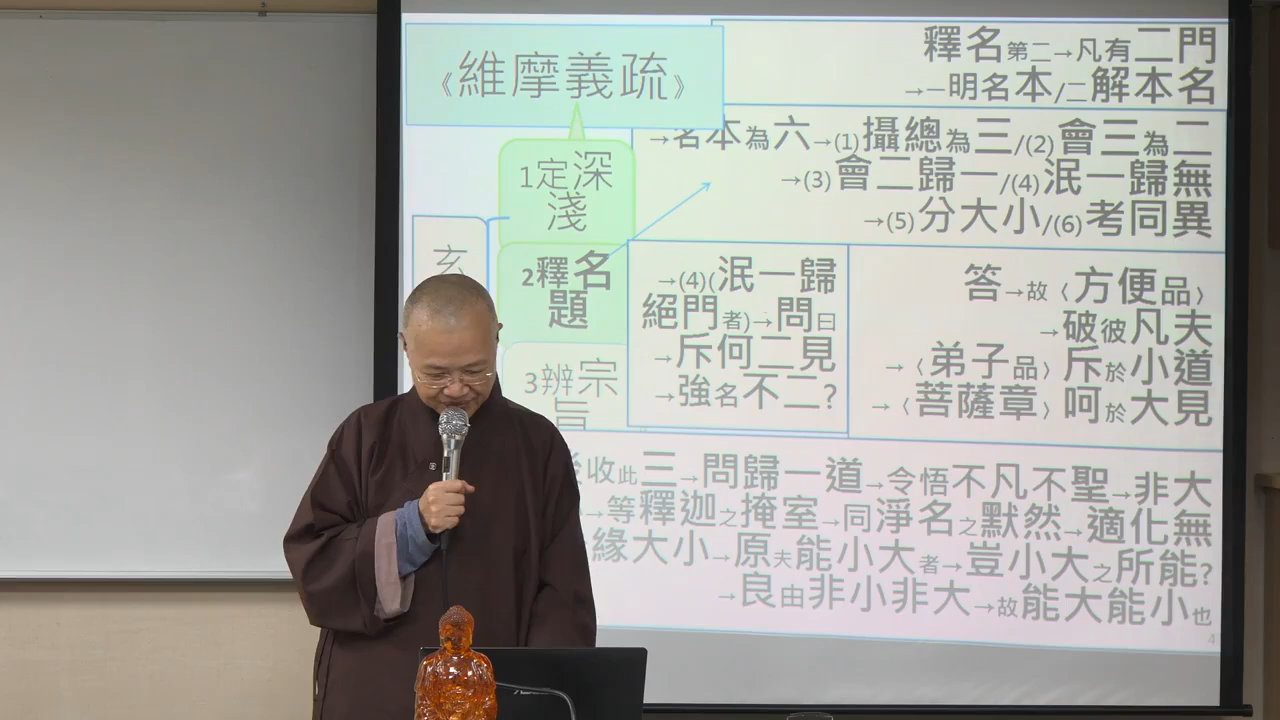 《維摩義疏》
釋名第二→凡有二門
→一明名本/二解本名
→名本為六→(1)攝總為三/(2)會三為二
→(3)會二歸一/(4)泯一歸無
→(5)分大小/(6)考同異
玄
1定深
淺
2釋名
題
3辨宗
旨
→(4)(泯一歸
絕門者)→問曰
→斥何二見
→強名不二?
答→故〈方便品〉
→破彼凡夫
→〈弟子品〉斥於小道
→〈菩薩章〉呵於大見
收此三→問歸一道→令悟不凡不聖→非大
→等釋迦之掩室→同淨名之默然→適化無
緣大小→原夫能小大者→豈小大之所能?
→良由非小非大→故能大能小也
4